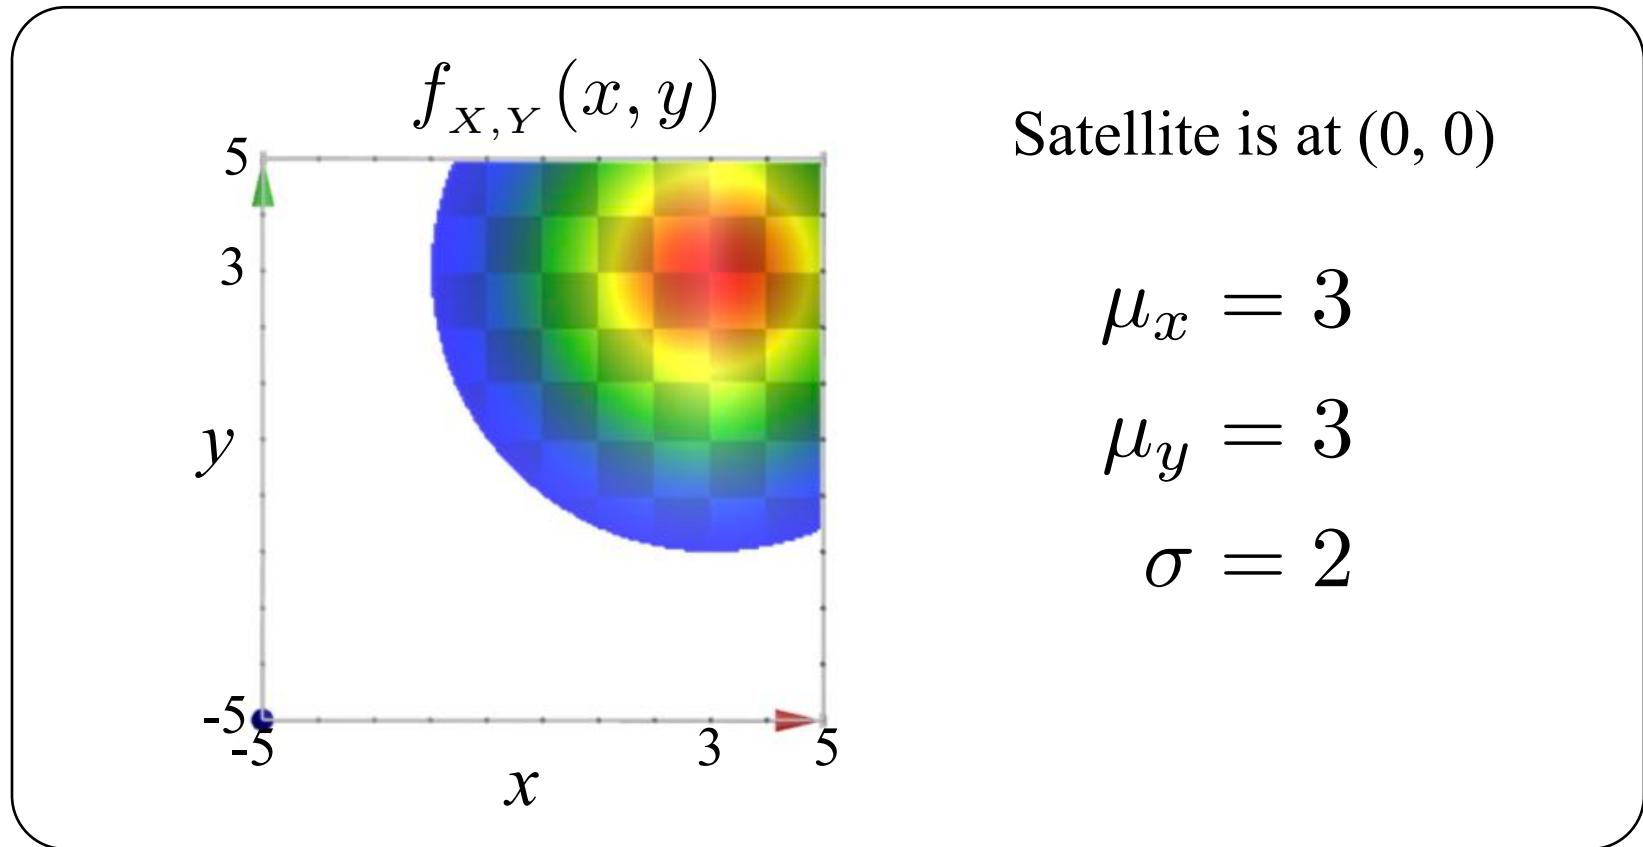 f_{X,Y}(x, y)
Satellite is at (0, 0)
5
3
y
-5
-5
3
5
x
μ_x = 3
μ_y = 3
σ = 2